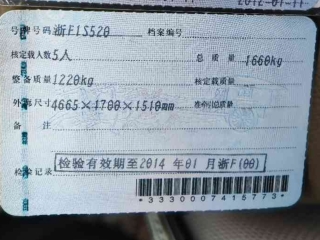 2012-01-11
号牌号码 浙F1S520 档案编号
核定载人数 5人 总质量 1660kg
整备质量 1220kg 核定载质量
外廓尺寸 4665×1700×1510mm 准牵引总质量
备注
检验记录 检验有效期至2014年01月浙F(00)
*3330007415773*